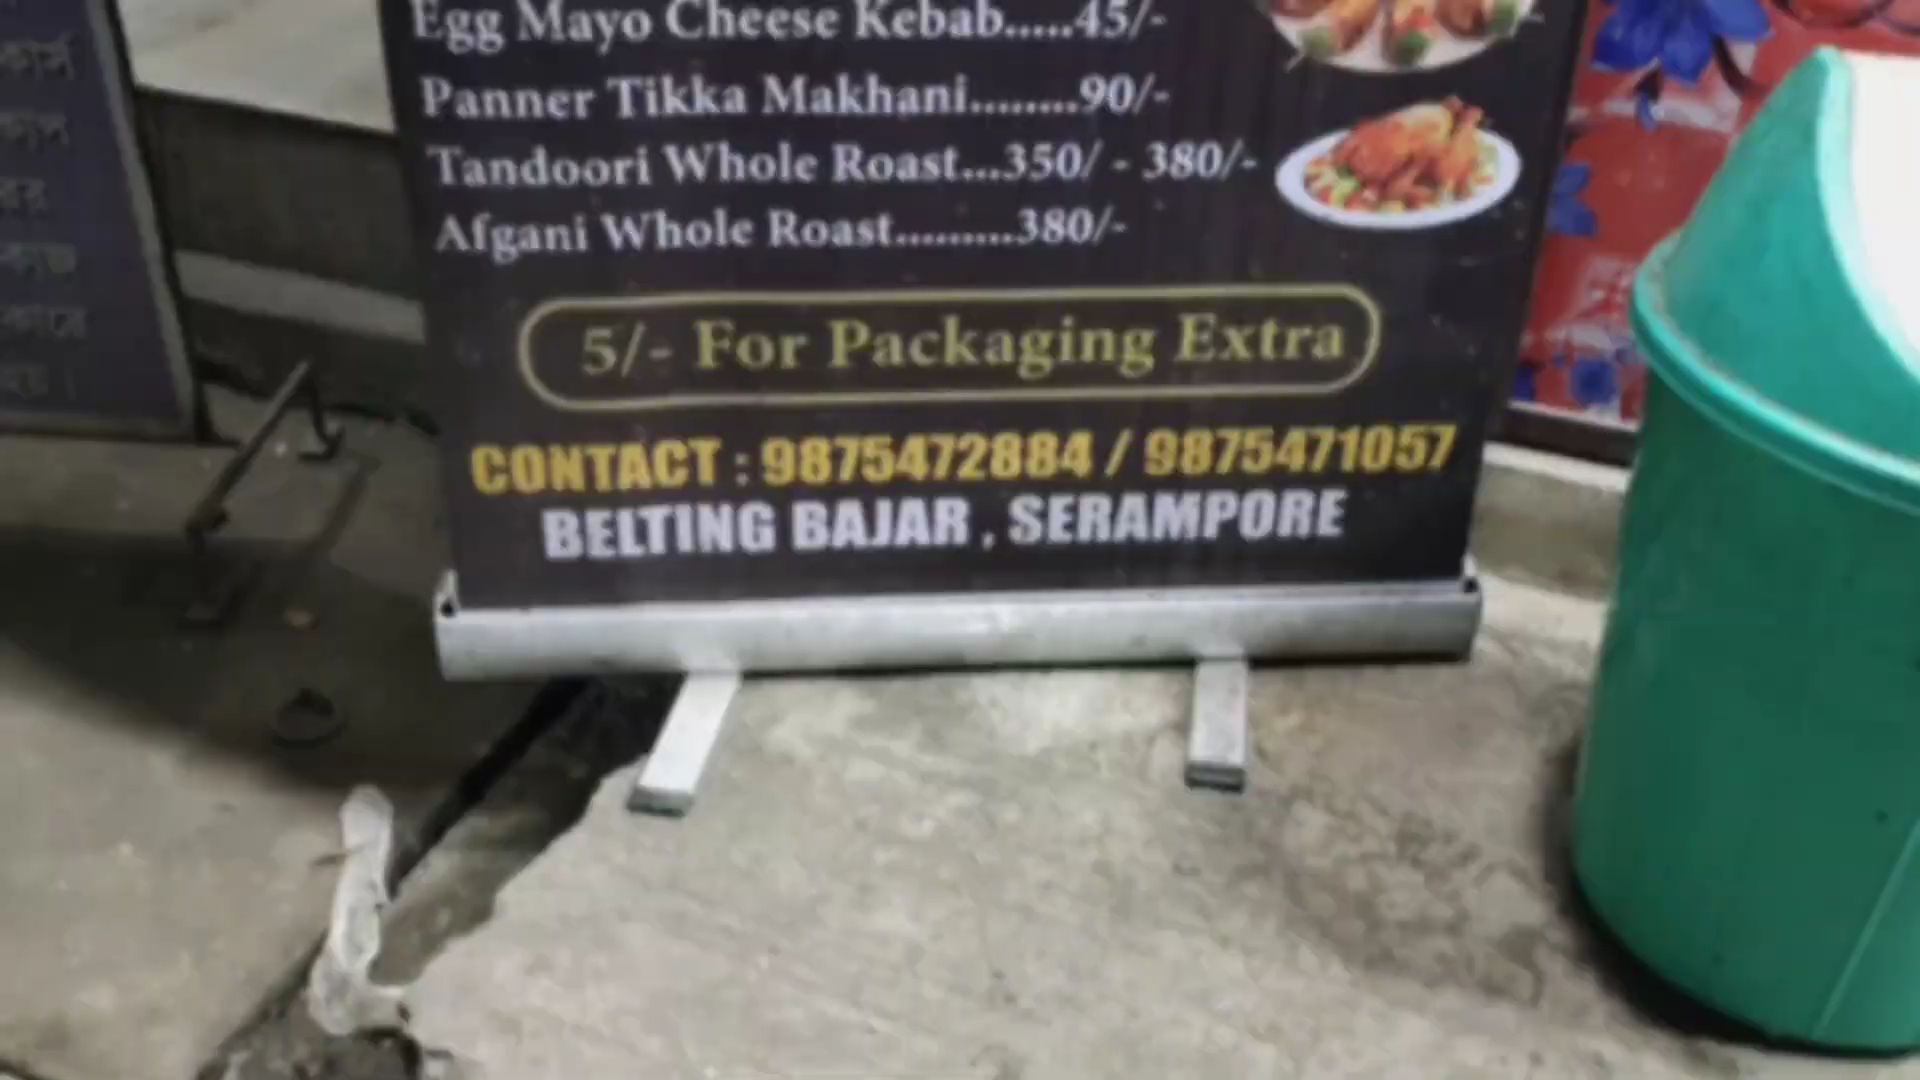 Egg Mayo Cheese Kebab.....45/-
Panner Tikka Makhani........90/-
Tandoori Whole Roast...350/ - 380/-
Afgani Whole Roast..........380/-
5/- For Packaging Extra
CONTACT : 9875472884 / 9875471057
BELTING BAJAR , SERAMPORE